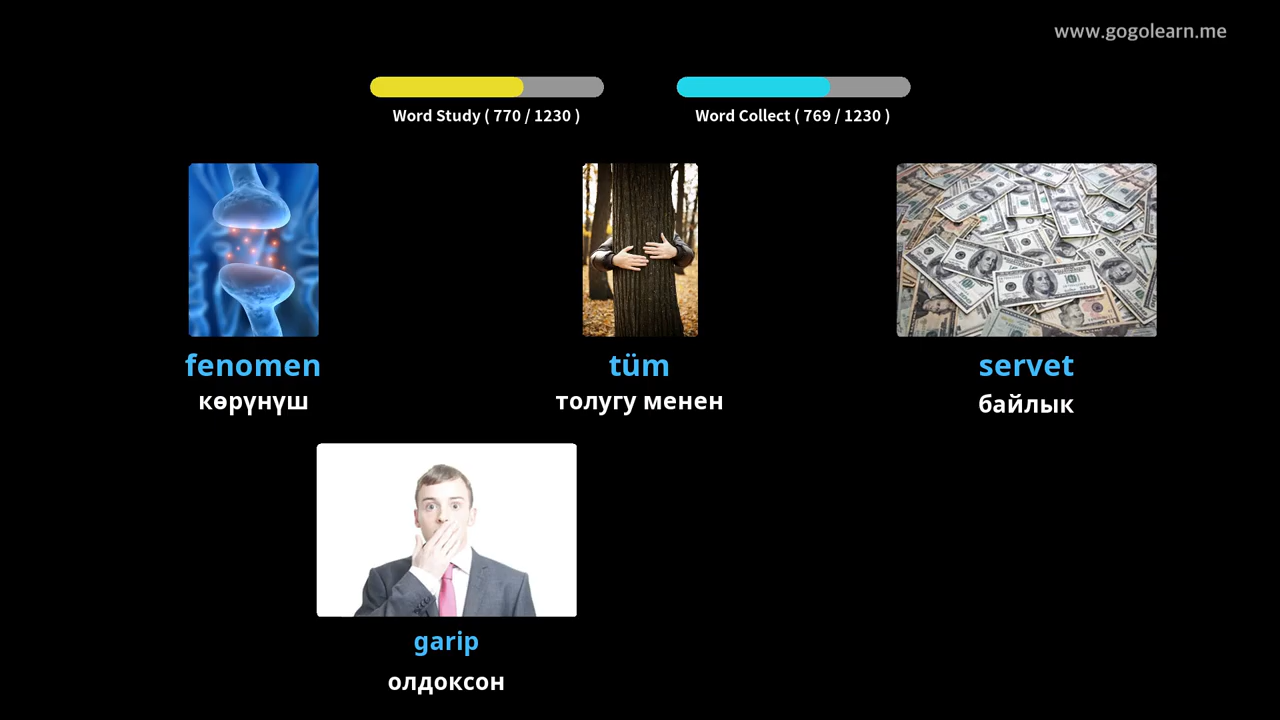 www.gogolearn.me
Word Study ( 770 / 1230 )
Word Collect ( 769 / 1230 )
fenomen
көрүнүш
tüm
толугу менен
servet
байлык
garip
олдоксон